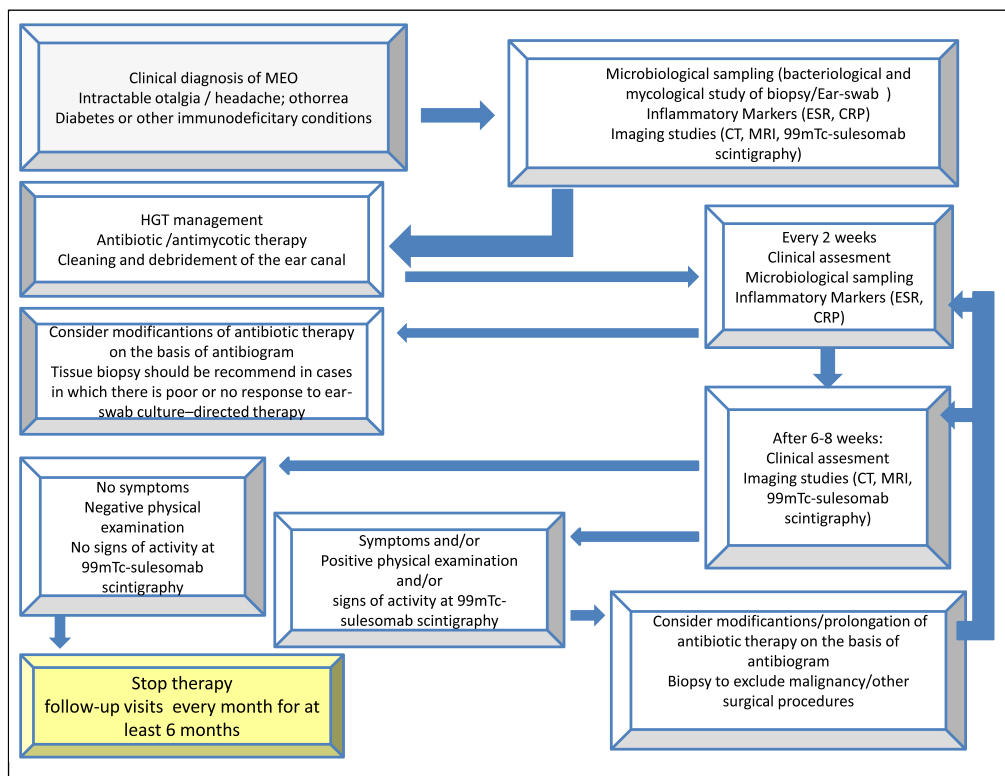 Clinical diagnosis of MEO
Intractable otalgia / headache; othorrea
Diabetes or other immunodeficitary conditions
Microbiological sampling (bacteriological and
mycological study of biopsy/Ear-swab )
Inflammatory Markers (ESR, CRP)
Imaging studies (CT, MRI, 99mTc-sulesomab
scintigraphy)
HGT management
Antibiotic /antimycotic therapy
Cleaning and debridement of the ear canal
Every 2 weeks
Clinical assesment
Microbiological sampling
Inflammatory Markers (ESR,
CRP)
Consider modificantions of antibiotic therapy
on the basis of antibiogram
Tissue biopsy should be recommend in cases
in which there is poor or no response to ear-
swab culture–directed therapy
After 6-8 weeks:
Clinical assesment
Imaging studies (CT, MRI,
99mTc-sulesomab
scintigraphy)
No symptoms
Negative physical
examination
No signs of activity at
99mTc-sulesomab
scintigraphy
Symptoms and/or
Positive physical examination
and/or
signs of activity at 99mTc-
sulesomab scintigraphy
Consider modificantions/prolongation of
antibiotic therapy on the basis of
antibiogram
Biopsy to exclude malignancy/other
surgical procedures
Stop therapy
follow-up visits every month for at
least 6 months